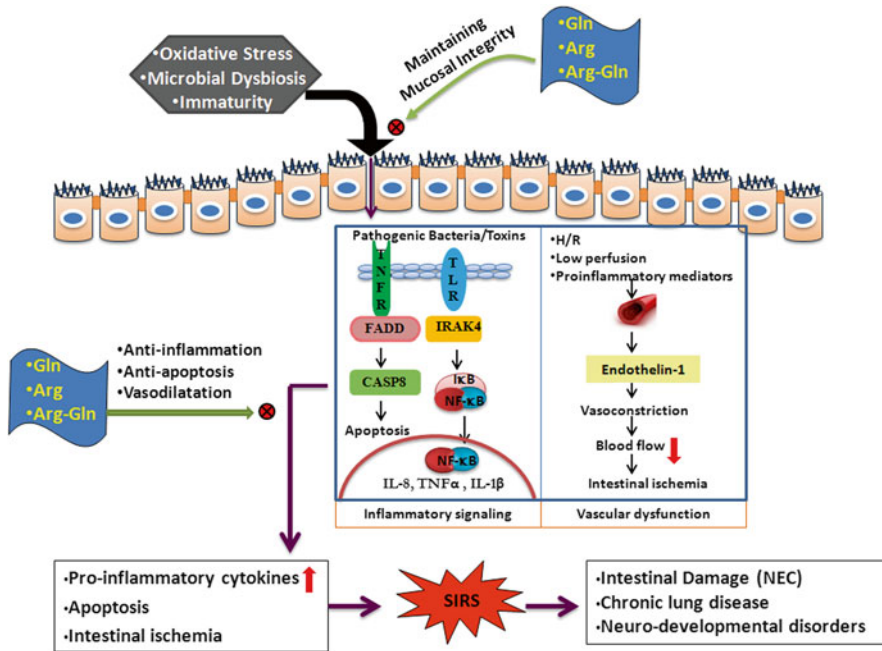 •Oxidative Stress
•Microbial Dysbiosis
•Immaturity
Maintaining
Mucosal Integrity
•Gln
•Arg
•Arg-Gln
Pathogenic Bacteria/Toxins
TNFR
TLR
FADD
IRAK4
CASP8
IκB
NF-κB
Apoptosis
NF-κB
IL-8, TNFα , IL-1β
•H/R
•Low perfusion
•Proinflammatory mediators
Endothelin-1
Vasoconstriction
Blood flow
Intestinal ischemia
Inflammatory signaling
Vascular dysfunction
•Gln
•Arg
•Arg-Gln
•Anti-inflammation
•Anti-apoptosis
•Vasodilatation
•Pro-inflammatory cytokines
•Apoptosis
•Intestinal ischemia
SIRS
•Intestinal Damage (NEC)
•Chronic lung disease
•Neuro-developmental disorders